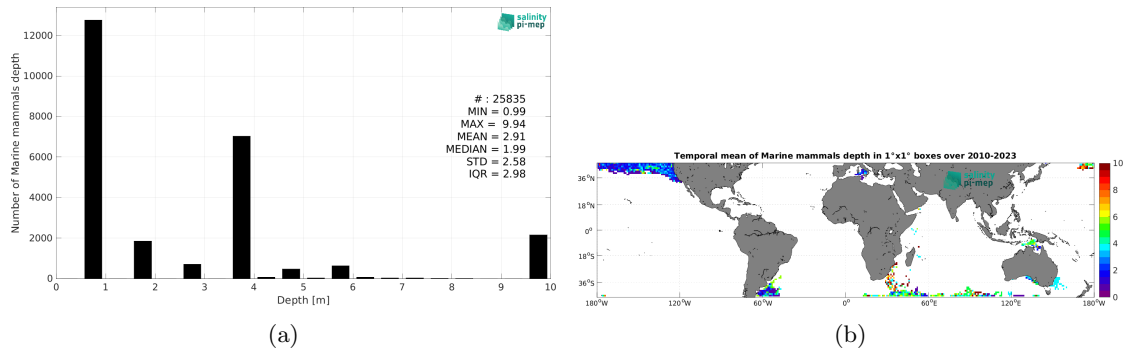 salinity
pi-mep
12000
10000
8000
6000
4000
2000
0
Number of Marine mammals depth
# : 25835
MIN = 0.99
MAX = 9.94
MEAN = 2.91
MEDIAN = 1.99
STD = 2.58
IQR = 2.98
0 1 2 3 4 5 6 7 8 9 10
Depth [m]
(a)
Temporal mean of Marine mammals depth in 1°x1° boxes over 2010-2023
36°N
18°N
0°
18°S
36°S
180°W 120°W 60°W 0° 60°E 120°E 180°W
pi-mep
10
8
6
4
2
0
(b)